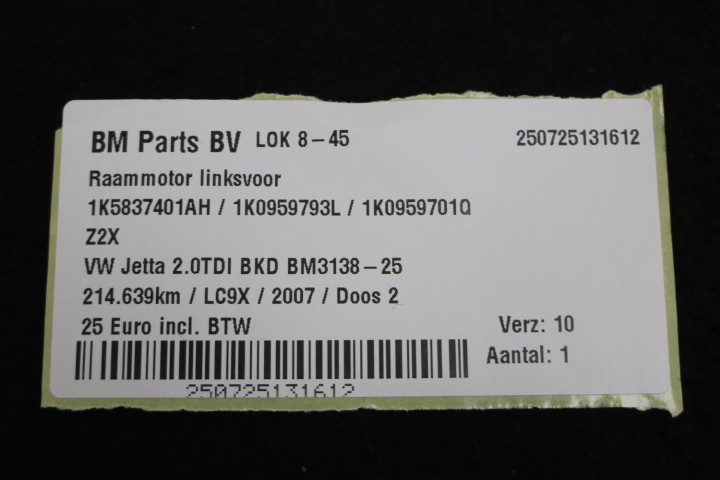 BM Parts BV LOK 8-45 250725131612
Raammotor linksvoor
1K5837401AH / 1K0959793L / 1K0959701Q
Z2X
VW Jetta 2.0TDI BKD BM3138-25
214.639km / LC9X / 2007 / Doos 2
25 Euro incl. BTW Verz: 10
Aantal: 1
250725131612